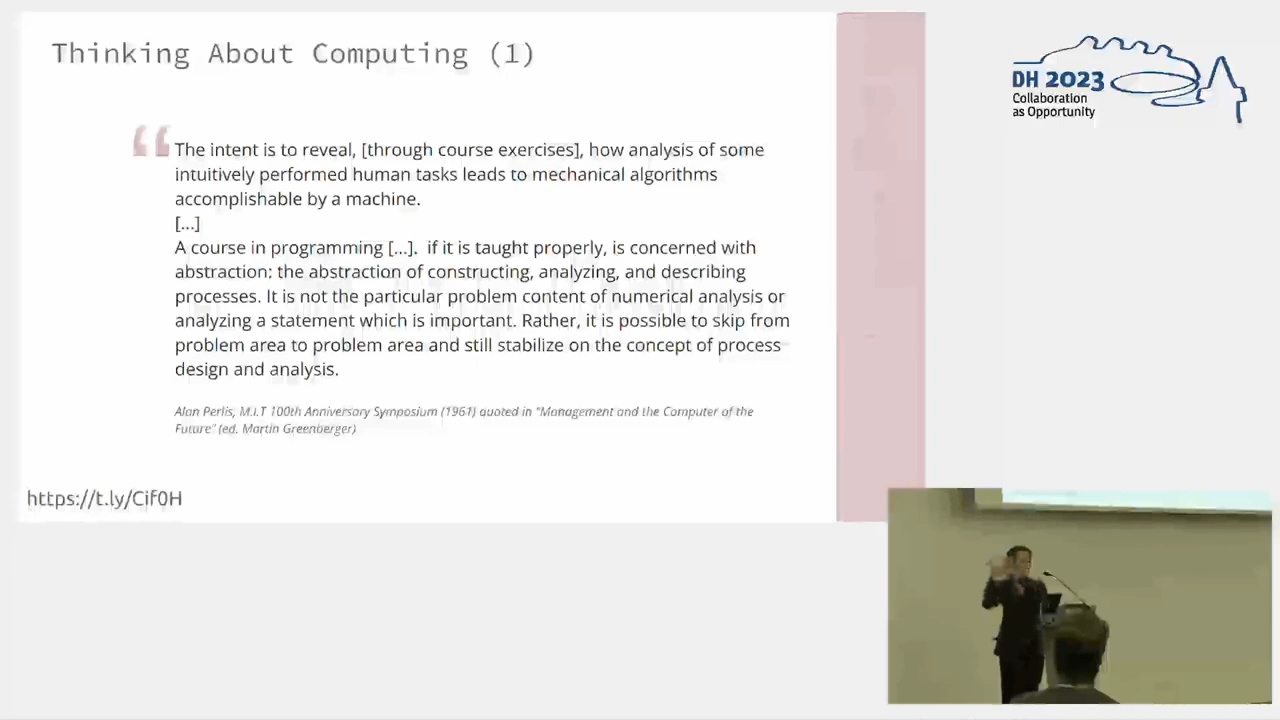 Thinking About Computing (1)
“
The intent is to reveal, [through course exercises], how analysis of some
intuitively performed human tasks leads to mechanical algorithms
accomplishable by a machine.
[...]
A course in programming [...].  if it is taught properly, is concerned with
abstraction: the abstraction of constructing, analyzing, and describing
processes. It is not the particular problem content of numerical analysis or
analyzing a statement which is important. Rather, it is possible to skip from
problem area to problem area and still stabilize on the concept of process
design and analysis.
Alan Perlis, M.I.T 100th Anniversary Symposium (1961) quoted in “Management and the Computer of the
Future” (ed. Martin Greenberger)
https://t.ly/Cif0H
DH 2023
Collaboration
as Opportunity